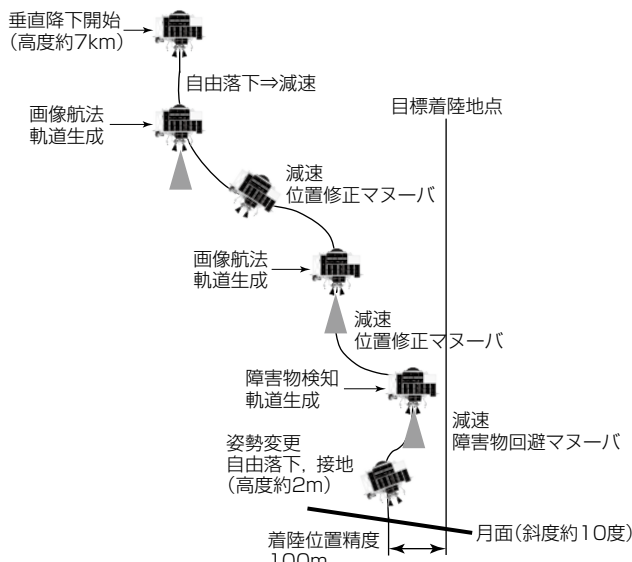 垂直降下開始
(高度約7km)
自由落下⇒減速
画像航法
軌道生成
目標着陸地点
減速
位置修正マヌーバ
画像航法
軌道生成
減速
位置修正マヌーバ
障害物検知
軌道生成
減速
障害物回避マヌーバ
姿勢変更
自由落下, 接地
(高度約2m)
月面(斜度約10度)
着陸位置精度
100m